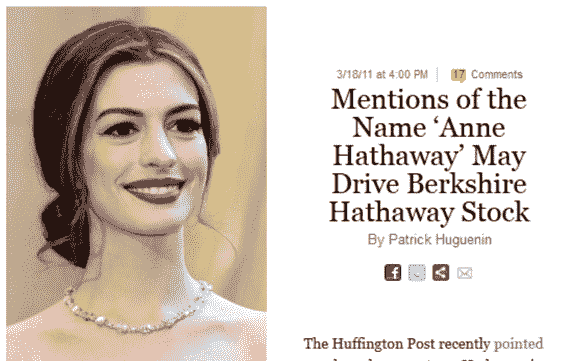 3/18/11 at 4:00 PM 17 Comments
Mentions of the
Name ‘Anne
Hathaway’ May
Drive Berkshire
Hathaway Stock
By Patrick Huguenin
The Huffington Post recently pointed